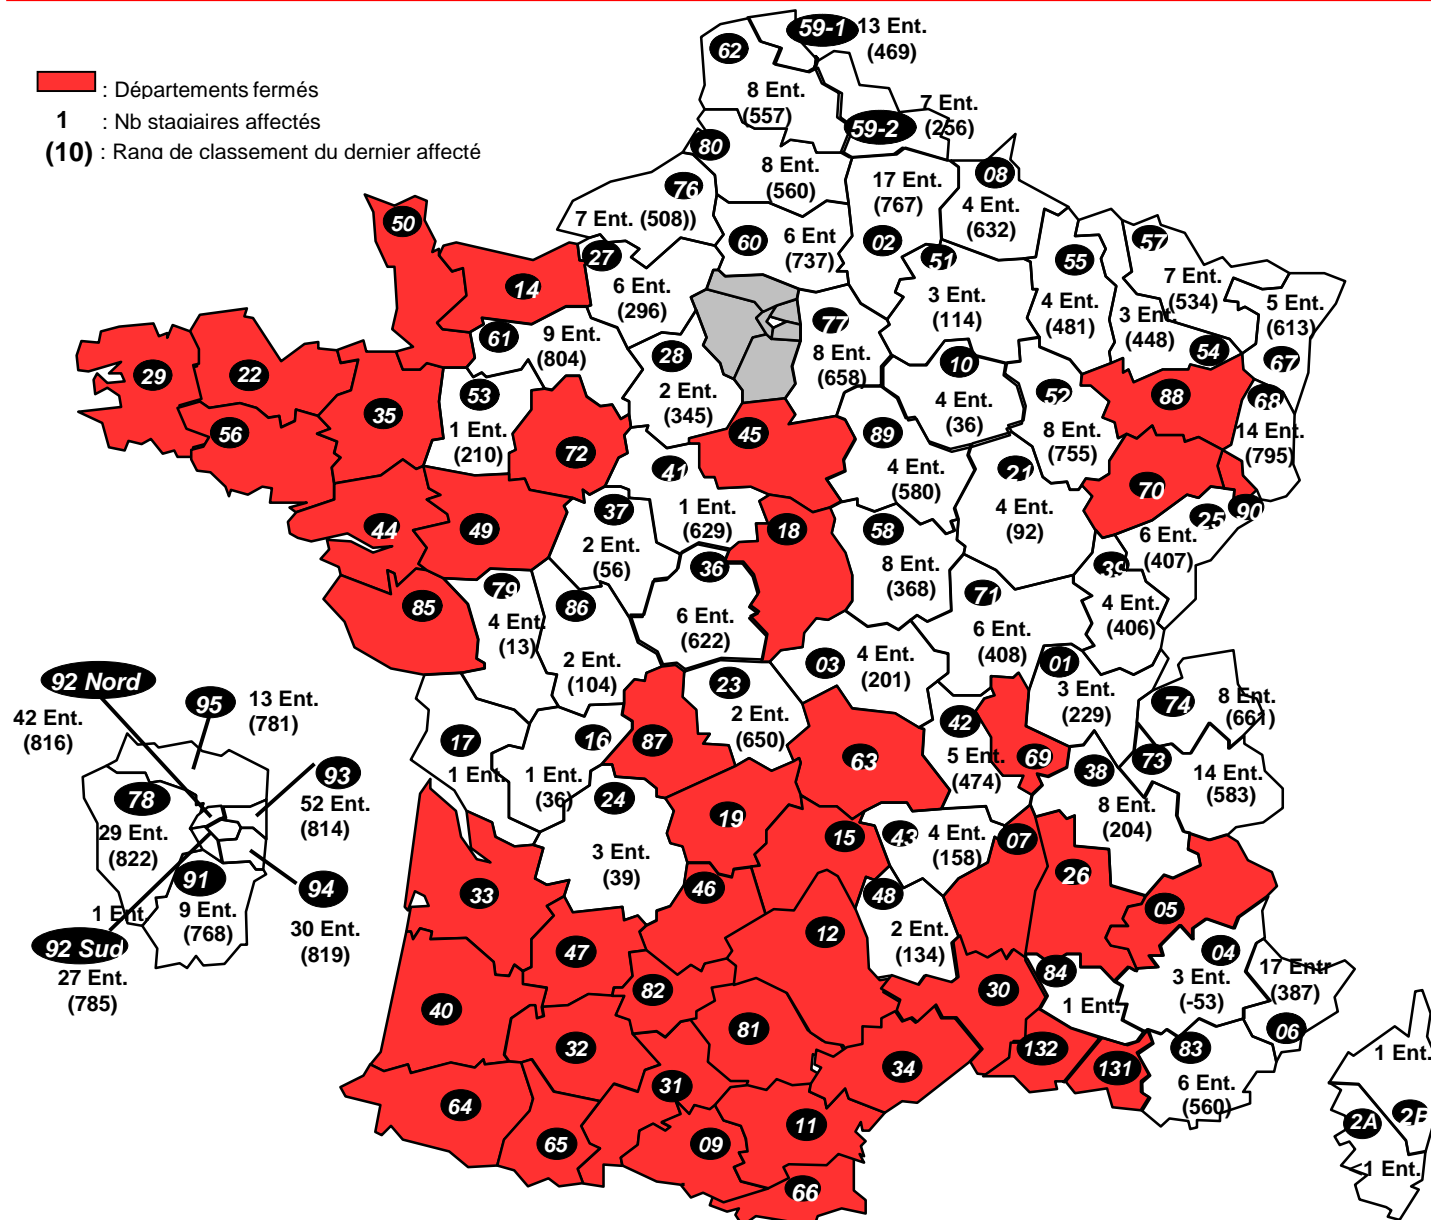 59-1
13 Ent.
(469)
62
: Départements fermés
8 Ent.
(557)
1 : Nb stagiaires affectés
(10) : Rang de classement du dernier affecté
7 Ent.
(256)
59-2
80
8 Ent.
(560)
17 Ent.
(767)
02
08
4 Ent.
(632)
76
7 Ent. (508))
50
60
6 Ent
(737)
27
6 Ent.
(296)
14
51
3 Ent.
(114)
55
4 Ent.
(481)
57
7 Ent.
(534)
3 Ent.
(448)
54
5 Ent.
(613)
67
61
9 Ent.
(804)
28
2 Ent.
(345)
77
8 Ent.
(658)
10
4 Ent.
(36)
52
8 Ent.
(755)
88
68
14 Ent.
(795)
29
22
56
35
53
1 Ent.
(210)
72
45
89
4 Ent.
(580)
41
1 Ent.
(629)
21
4 Ent.
(92)
70
90
25
6 Ent.
(407)
44
49
37
2 Ent.
(56)
18
58
8 Ent.
(368)
36
6 Ent.
(622)
39
4 Ent.
(406)
85
79
4 Ent.
(13)
86
2 Ent.
(104)
71
6 Ent.
(408)
03
4 Ent.
(201)
01
3 Ent.
(229)
74
8 Ent.
(661)
23
2 Ent.
(650)
42
5 Ent.
(474)
69
73
14 Ent.
(583)
38
8 Ent.
(204)
92 Nord
42 Ent.
(816)
95
13 Ent.
(781)
93
52 Ent.
(814)
78
29 Ent.
(822)
91
9 Ent.
(768)
94
30 Ent.
(819)
1 Ent.
92 Sud
27 Ent.
(785)
17
1 Ent.
16
1 Ent.
(36)
87
63
24
3 Ent.
(39)
19
15
43
4 Ent.
(158)
07
26
05
33
46
48
2 Ent.
(134)
12
47
82
04
3 Ent.
(-53)
17 Entr
(387)
06
84
1 Ent.
30
40
32
81
34
132
131
83
6 Ent.
(560)
64
65
31
09
11
66
1 Ent.
2B
2A
1 Ent.